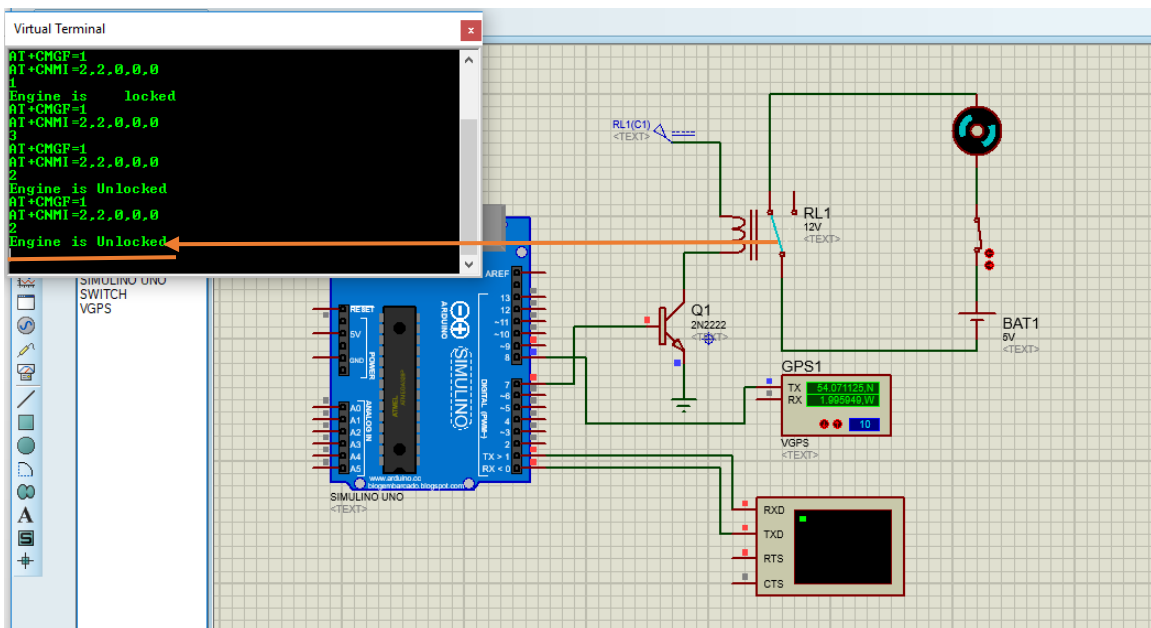 Virtual Terminal
x
AT+CMGF=1
AT+CNMI=2,2,0,0,0
1
Engine is    locked
AT+CMGF=1
AT+CNMI=2,2,0,0,0
3
AT+CMGF=1
AT+CNMI=2,2,0,0,0
2
Engine is Unlocked
AT+CMGF=1
AT+CNMI=2,2,0,0,0
2
Engine is Unlocked
SIMULINO UNO
SWITCH
VGPS
A
S
RL1(C1)
<TEXT>
RL1
12V
<TEXT>
Q1
2N2222
<TEXT>
BAT1
5V
<TEXT>
GPS1
TX 54.071125,N
RX 1.995949,W
10
VGPS
<TEXT>
AREF
13
12
~11
~10
~9
8
7
~6
~5
4
~3
2
TX > 1
RX < 0
RESET
5V
GND
POWER
A0
A1
A2
A3
A4
A5
ANALOG IN
ATMEL
ARDUINO
SIMULINO
DIGITAL (PWM~)
www.arduino.cc
blogembarcado.blogspot.com
SIMULINO UNO
<TEXT>
RXD
TXD
RTS
CTS